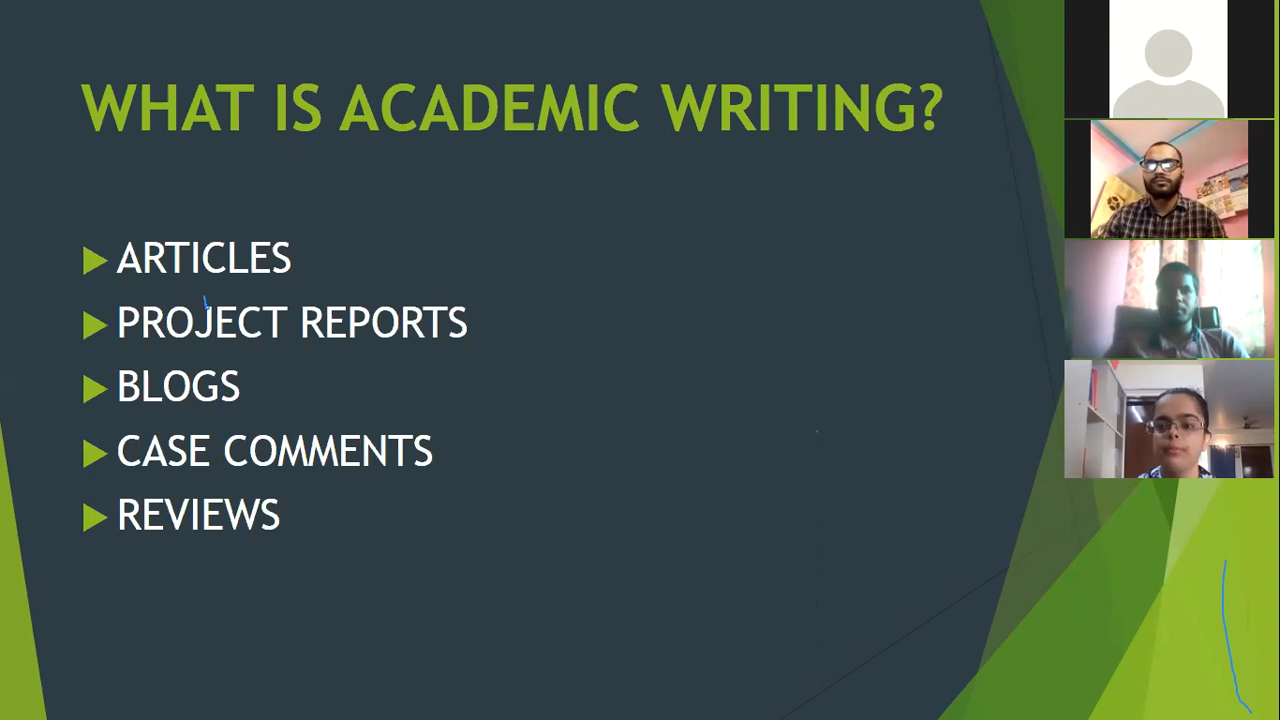 WHAT IS ACADEMIC WRITING?
ARTICLES
PROJECT REPORTS
BLOGS
CASE COMMENTS
REVIEWS